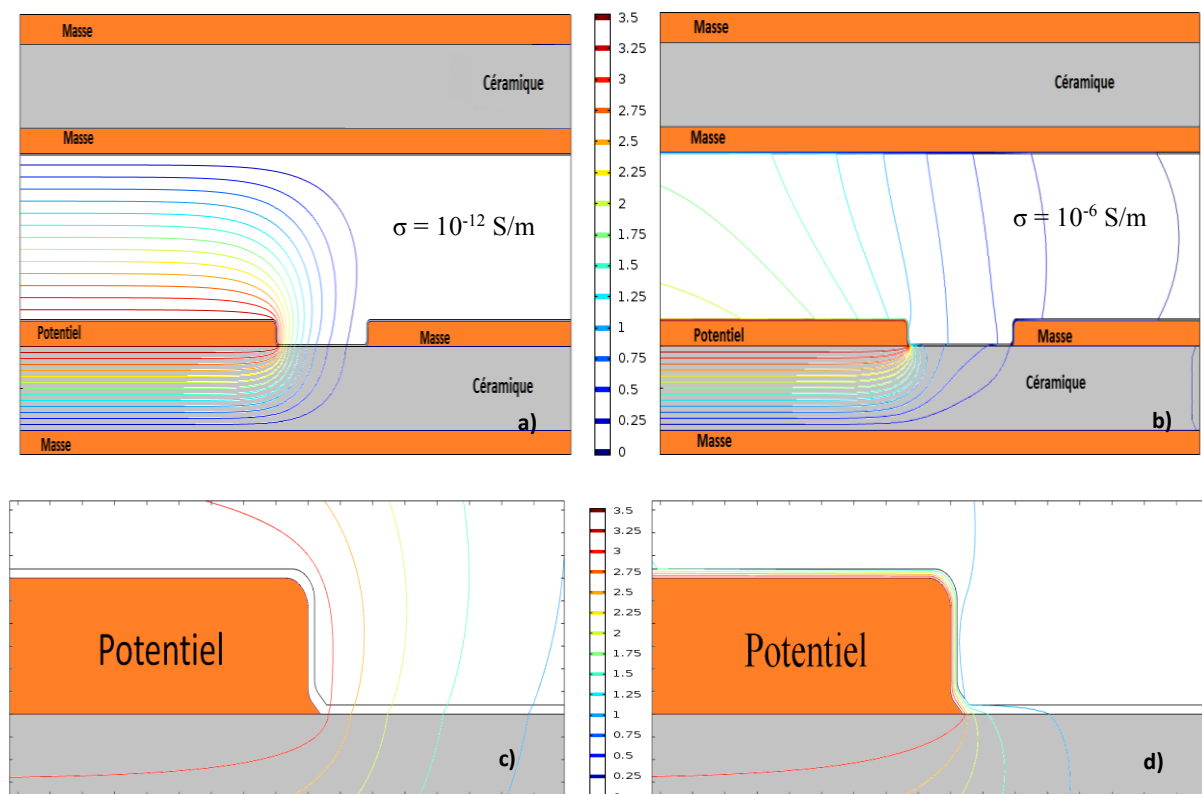 Masse
Céramique
Masse
σ = 10⁻¹² S/m
Potentiel
Masse
Céramique
a)
Masse
3.5
3.25
3
2.75
2.5
2.25
2
1.75
1.5
1.25
1
0.75
0.5
0.25
0
Masse
Céramique
Masse
σ = 10⁻⁶ S/m
Potentiel
Masse
Céramique
b)
Masse
Potentiel
c)
3.5
3.25
3
2.75
2.5
2.25
2
1.75
1.5
1.25
1
0.75
0.5
0.25
Potentiel
d)